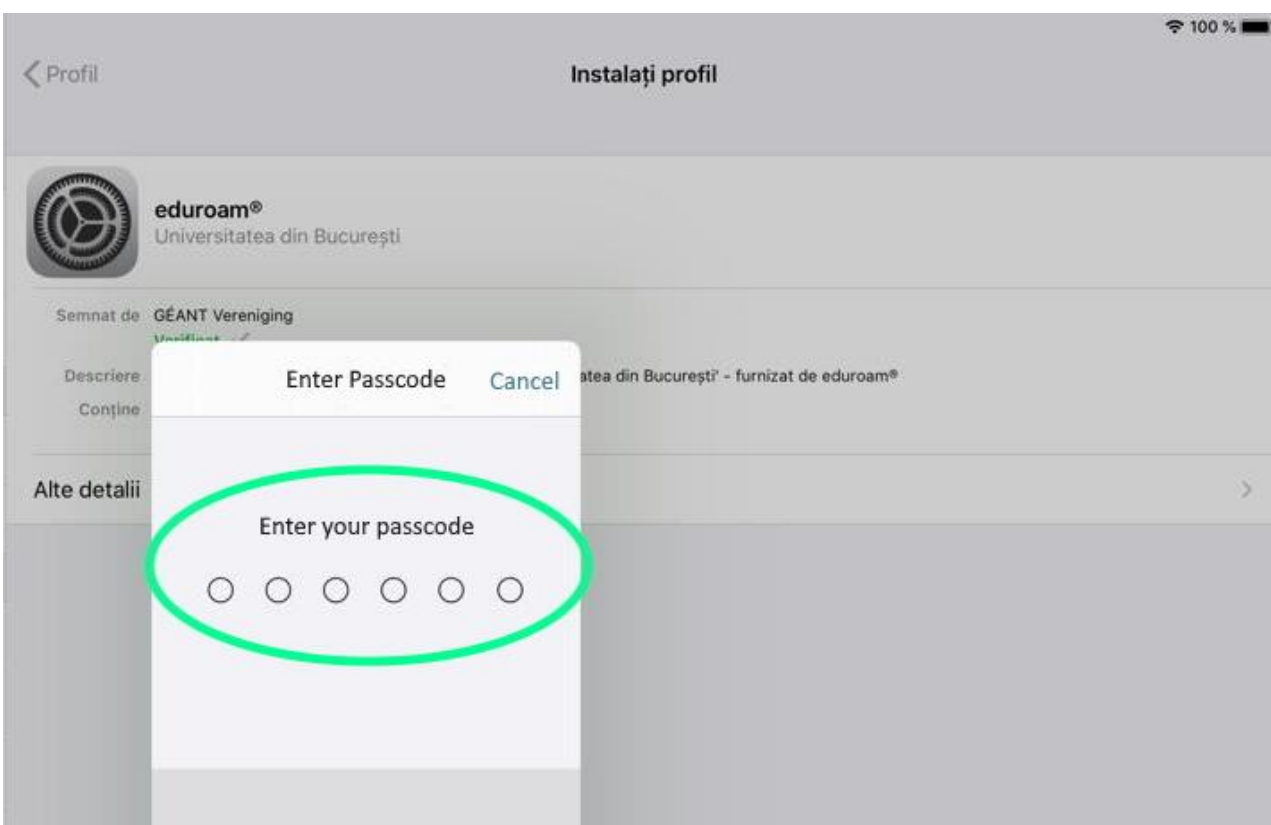 100 %
Profil
Instalați profil
eduroam®
Universitatea din București
Semnat de GÉANT Vereniging
Verificat
Descriere atea din București' - furnizat de eduroam®
Conține
Enter Passcode Cancel
Alte detalii
Enter your passcode